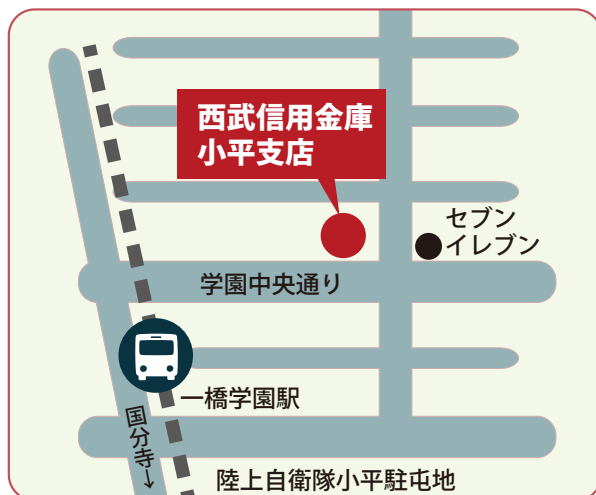 西武信用金庫
小平支店
セブン
イレブン
学園中央通り
一橋学園駅
国分寺→
陸上自衛隊小平駐屯地